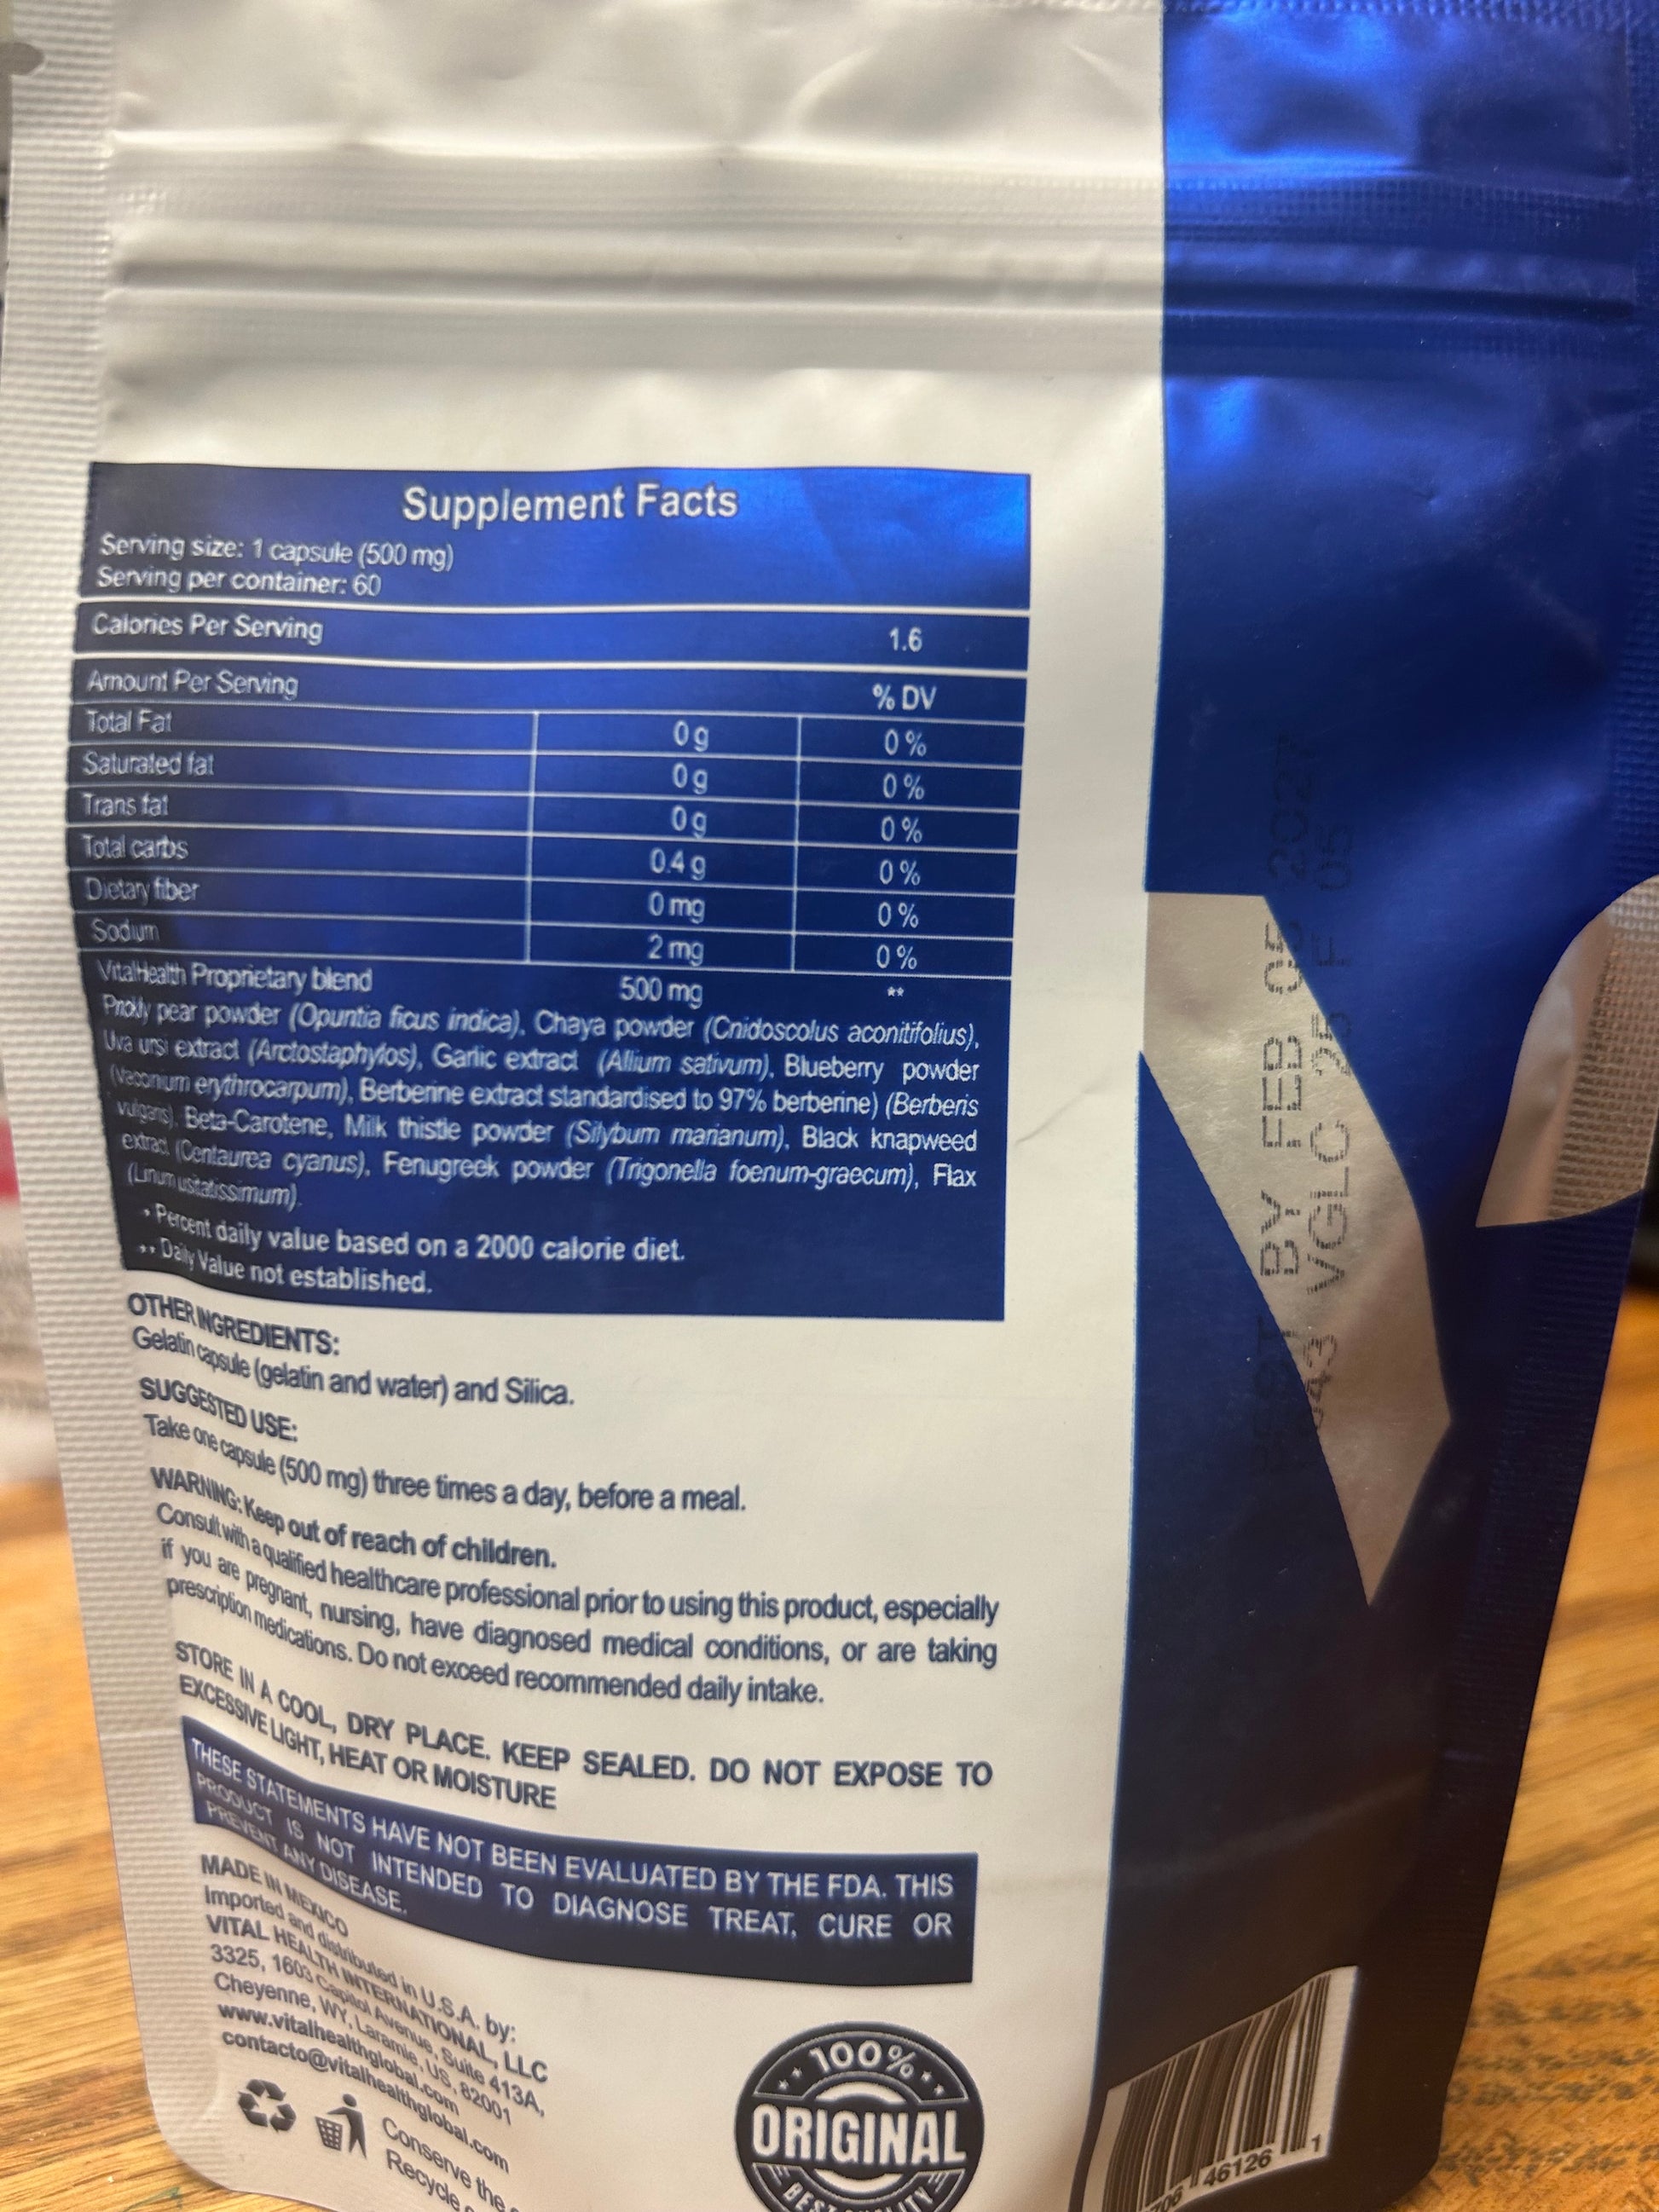 Supplement Facts
Serving size: 1 capsule (500 mg)
Serving per container: 60
Calories Per Serving 1.6
Amount Per Serving % DV
Total Fat 0 g 0 %
Saturated fat 0 g 0 %
Trans fat 0 g 0 %
Total carbs 0.4 g 0 %
Dietary fiber 0 mg 0 %
Sodium 2 mg 0 %
VitalHealth Proprietary blend 500 mg **
Prickly pear powder (Opuntia ficus indica), Chaya powder (Cnidoscolus aconitifolius),
Uva ursi extract (Arctostaphylos), Garlic extract (Allium sativum), Blueberry powder
(Vaconium erythrocarpum), Berberine extract standardised to 97% berberine) (Berberis
vulgaris), Beta-Carotene, Milk thistle powder (Silybum marianum), Black knapweed
extract (Centaurea cyanus), Fenugreek powder (Trigonella foenum-graecum), Flax
(Linum ustatissimum).
* Percent daily value based on a 2000 calorie diet.
** Daily Value not established.
OTHER INGREDIENTS:
Gelatin capsule (gelatin and water) and Silica.
SUGGESTED USE:
Take one capsule (500 mg) three times a day, before a meal.
WARNING: Keep out of reach of children.
Consult with a qualified healthcare professional prior to using this product, especially
if you are pregnant, nursing, have diagnosed medical conditions, or are taking
prescription medications. Do not exceed recommended daily intake.
STORE IN A COOL, DRY PLACE. KEEP SEALED. DO NOT EXPOSE TO
EXCESSIVE LIGHT, HEAT OR MOISTURE
THESE STATEMENTS HAVE NOT BEEN EVALUATED BY THE FDA. THIS
PRODUCT IS NOT INTENDED TO DIAGNOSE TREAT, CURE OR
PREVENT ANY DISEASE.
MADE IN MEXICO
Imported and distributed in U.S.A. by:
VITAL HEALTH INTERNATIONAL, LLC
3325, 1603 Capitol Avenue, Suite 413A,
Cheyenne, WY, Laramie, US, 82001
www.vitalhealthglobal.com
contacto@vitalhealthglobal.com
Conserve the
Recycle
100%
ORIGINAL
BEST QUALITY
BY FEB 05 2027
VGLC 25 F 05
46126 1